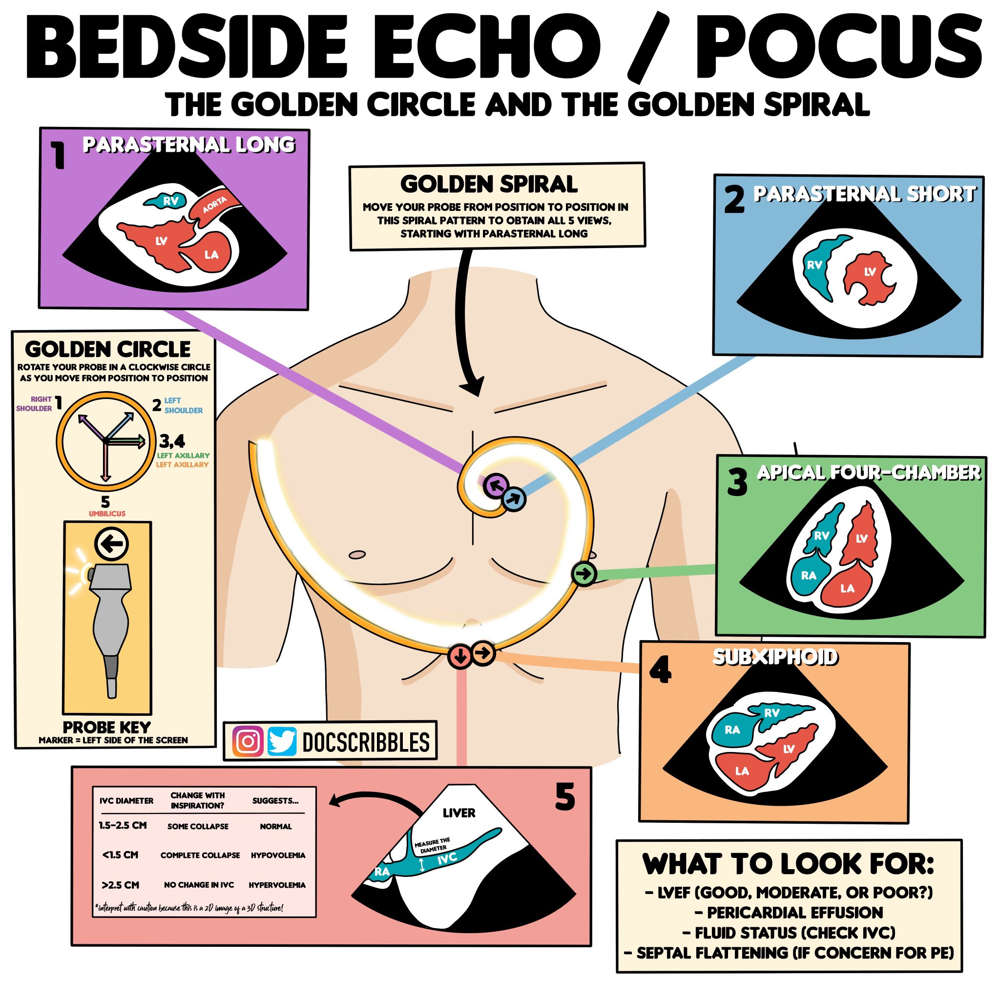 BEDSIDE ECHO / POCUS
THE GOLDEN CIRCLE AND THE GOLDEN SPIRAL
1
PARASTERNAL LONG
RV
AORTA
LV
LA
GOLDEN SPIRAL
MOVE YOUR PROBE FROM POSITION TO POSITION IN
THIS SPIRAL PATTERN TO OBTAIN ALL 5 VIEWS,
STARTING WITH PARASTERNAL LONG
2
PARASTERNAL SHORT
RV
LV
GOLDEN CIRCLE
ROTATE YOUR PROBE IN A CLOCKWISE CIRCLE
AS YOU MOVE FROM POSITION TO POSITION
RIGHT
SHOULDER
1
2
LEFT
SHOULDER
3,4
LEFT AXILLARY
LEFT AXILLARY
5
UMBILICUS
PROBE KEY
MARKER = LEFT SIDE OF THE SCREEN
3
APICAL FOUR-CHAMBER
RV
LV
RA
LA
4
SUBXIPHOID
RV
RA
LV
LA
DOCSCRIBBLES
5
IVC DIAMETER
CHANGE WITH
INSPIRATION?
SUGGESTS...
1.5-2.5 CM
SOME COLLAPSE
NORMAL
<1.5 CM
COMPLETE COLLAPSE
HYPOVOLEMIA
>2.5 CM
NO CHANGE IN IVC
HYPERVOLEMIA
*interpret with caution because this is a 2D image of a 3D structure!
LIVER
MEASURE THE
DIAMETER
IVC
RA
WHAT TO LOOK FOR:
- LVEF (GOOD, MODERATE, OR POOR?)
- PERICARDIAL EFFUSION
- FLUID STATUS (CHECK IVC)
- SEPTAL FLATTENING (IF CONCERN FOR PE)